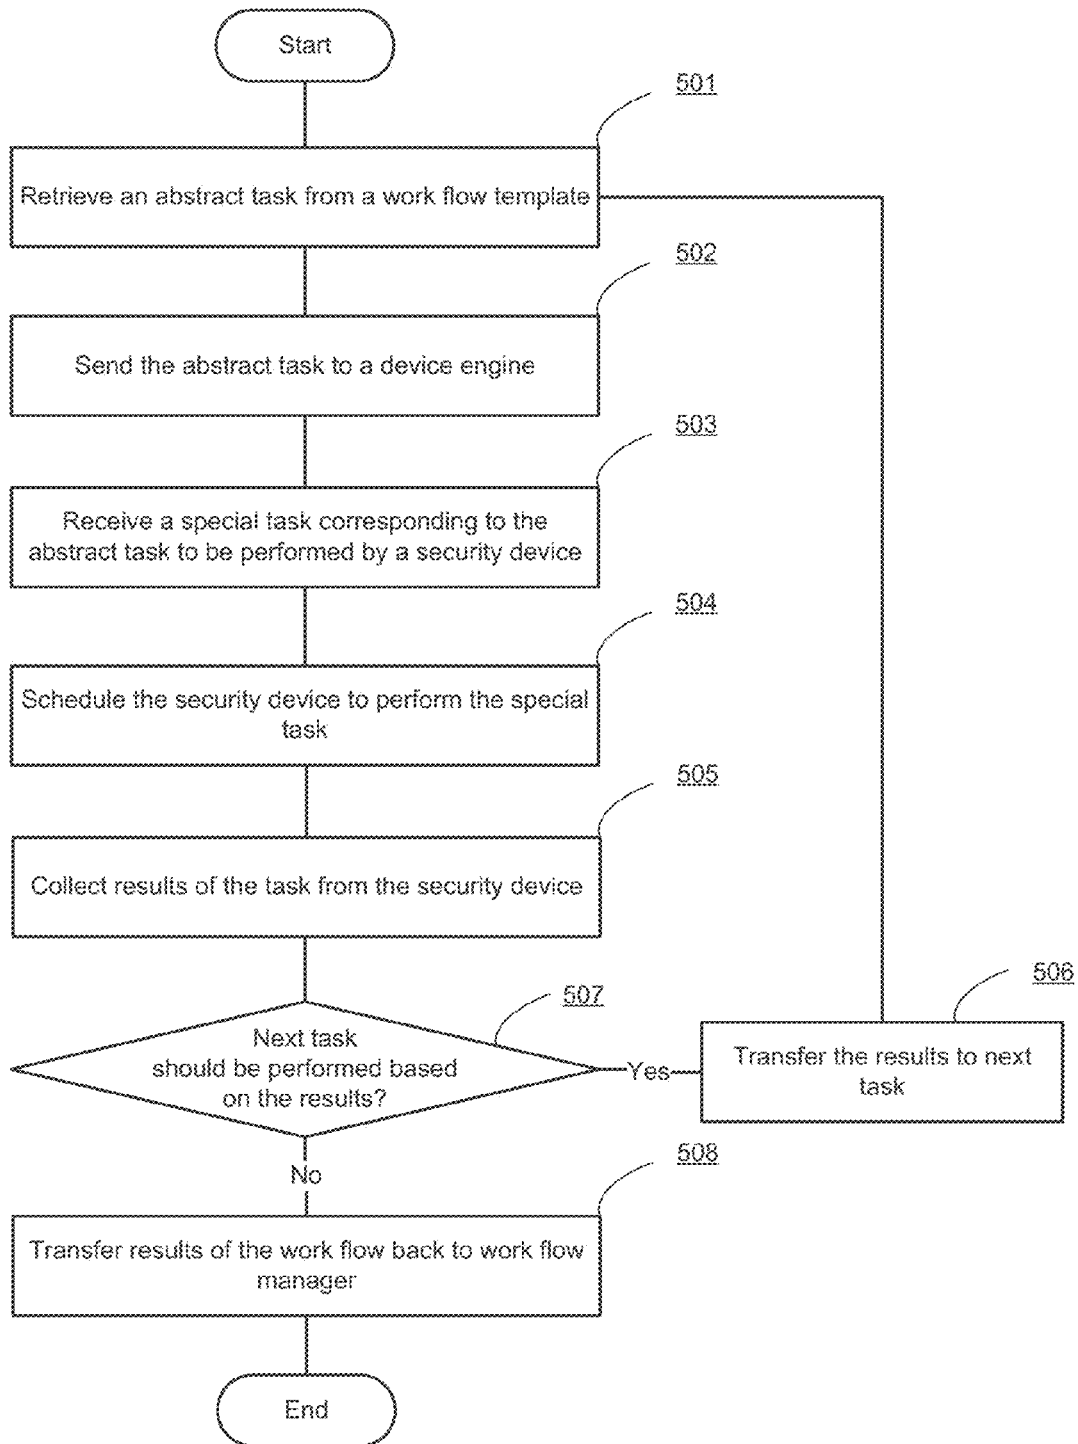 Start
501
Retrieve an abstract task from a work flow template
502
Send the abstract task to a device engine
503
Receive a special task corresponding to the
abstract task to be performed by a security device
504
Schedule the security device to perform the special
task
505
Collect results of the task from the security device
507
Next task
should be performed based
on the results?
Yes
506
Transfer the results to next
task
No
508
Transfer results of the work flow back to work flow
manager
End